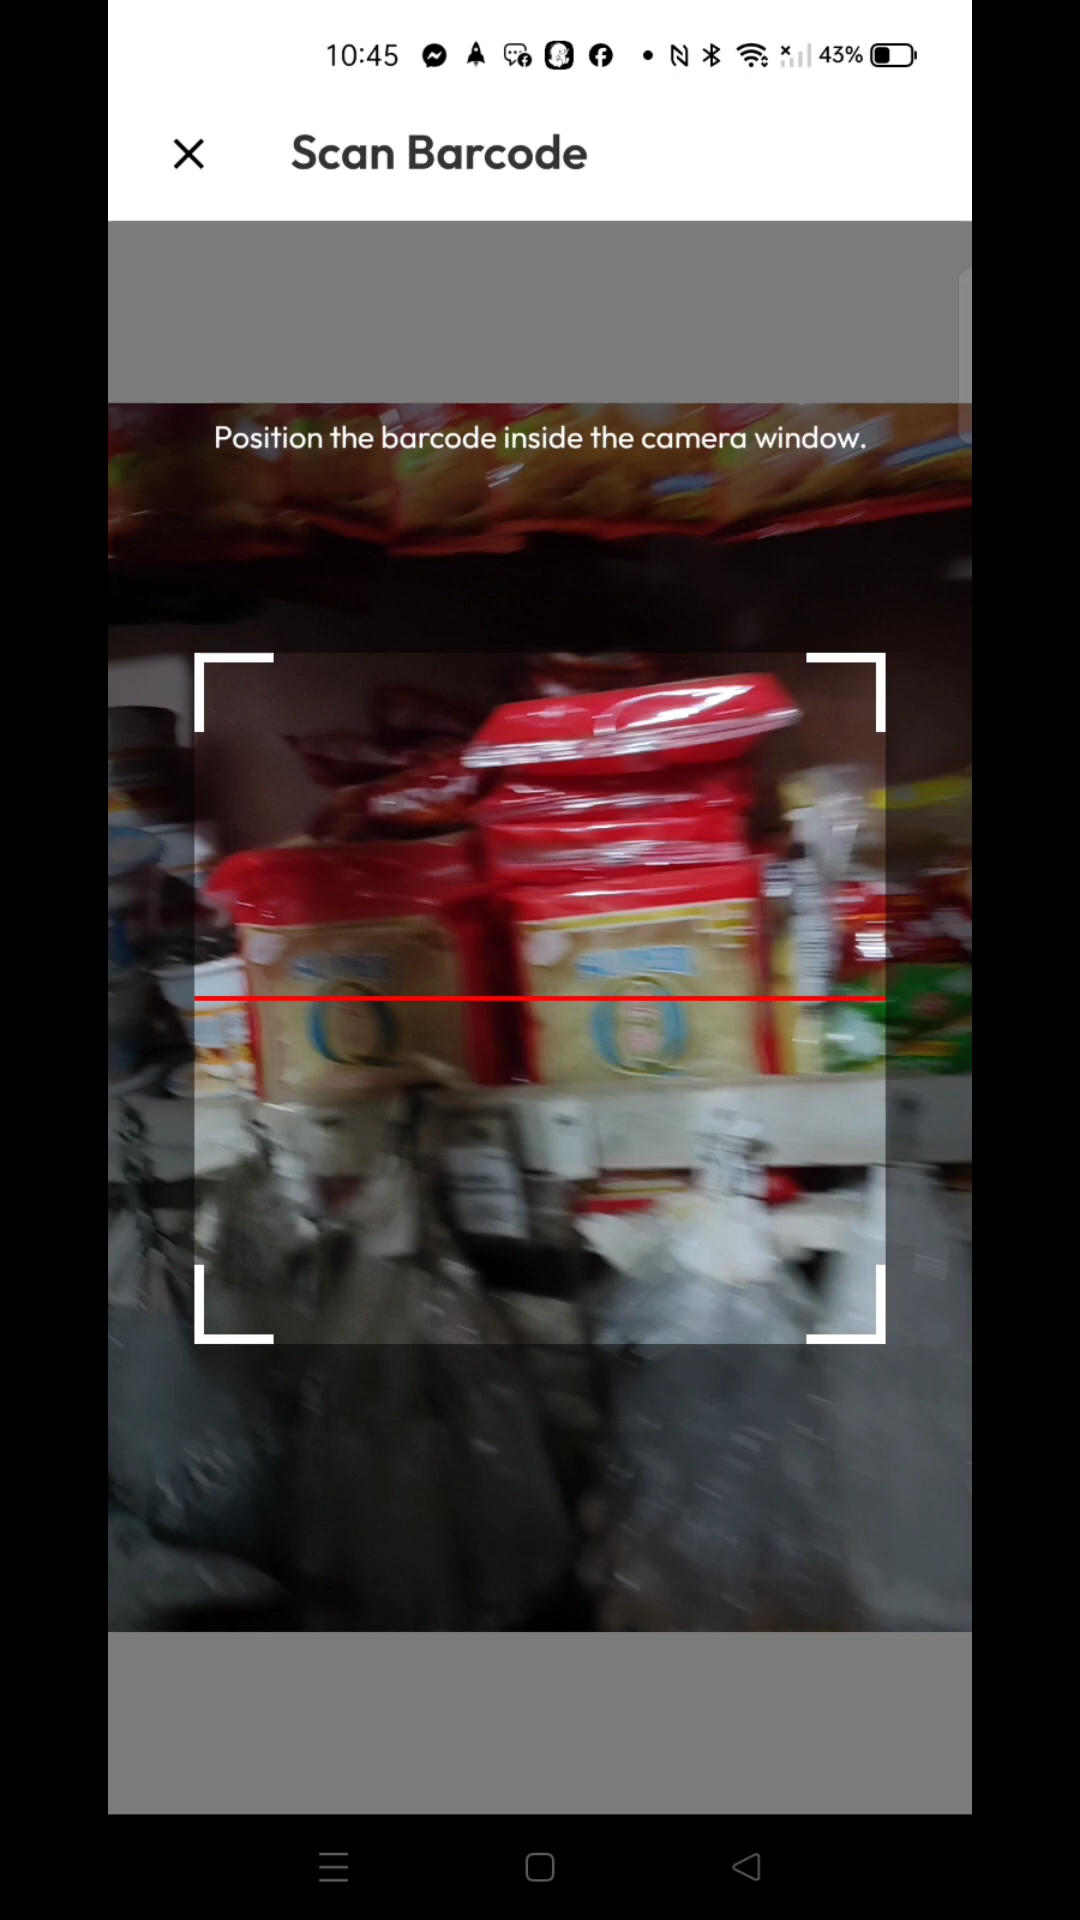 10:45
43%
Scan Barcode
Position the barcode inside the camera window.